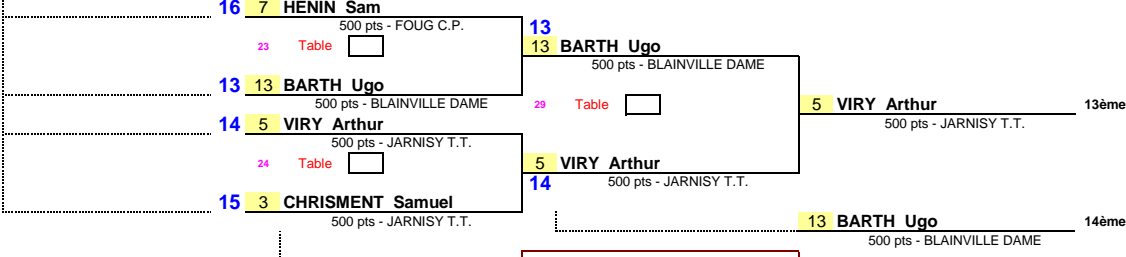 16 7 HENIN Sam
500 pts - FOUG C.P.
13
23 Table
13 BARTH Ugo
500 pts - BLAINVILLE DAME
13 13 BARTH Ugo
500 pts - BLAINVILLE DAME
29 Table
5 VIRY Arthur 13ème
500 pts - JARNISY T.T.
14 5 VIRY Arthur
500 pts - JARNISY T.T.
24 Table
5 VIRY Arthur
500 pts - JARNISY T.T.
14
15 3 CHRISMENT Samuel
500 pts - JARNISY T.T.
13 BARTH Ugo 14ème
500 pts - BLAINVILLE DAME